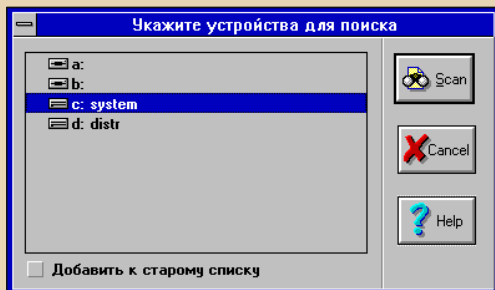 Укажите устройства для поиска
a:
b:
c: system
d: distr
Scan
Cancel
Help
Добавить к старому списку